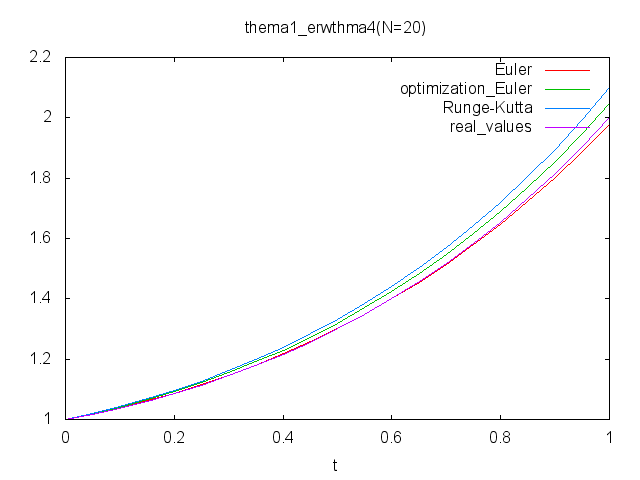 thema1_erwthma4(N=20)
2.2
Euler
optimization_Euler
Runge-Kutta
real_values
2
1.8
1.6
1.4
1.2
1
0 0.2 0.4 0.6 0.8 1
t